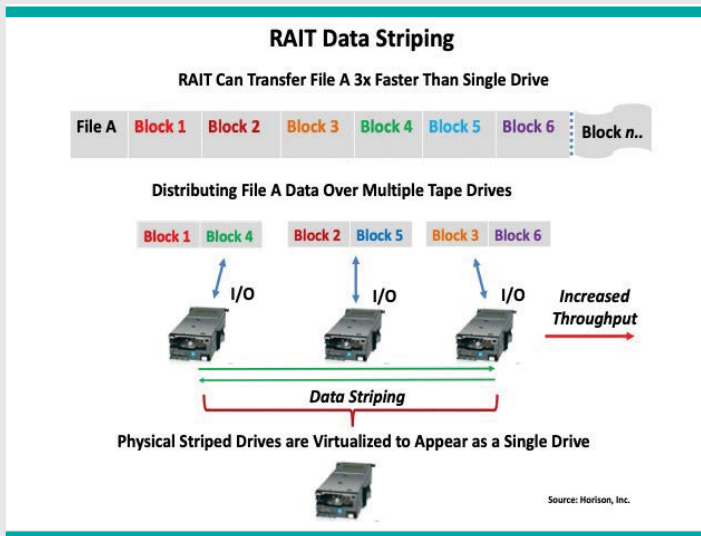 RAIT Data Striping
RAIT Can Transfer File A 3x Faster Than Single Drive
File A Block 1 Block 2 Block 3 Block 4 Block 5 Block 6 Block n..
Distributing File A Data Over Multiple Tape Drives
Block 1 Block 4 Block 2 Block 5 Block 3 Block 6
I/O I/O I/O Increased
Throughput
Data Striping
Physical Striped Drives are Virtualized to Appear as a Single Drive
Source: Horison, Inc.